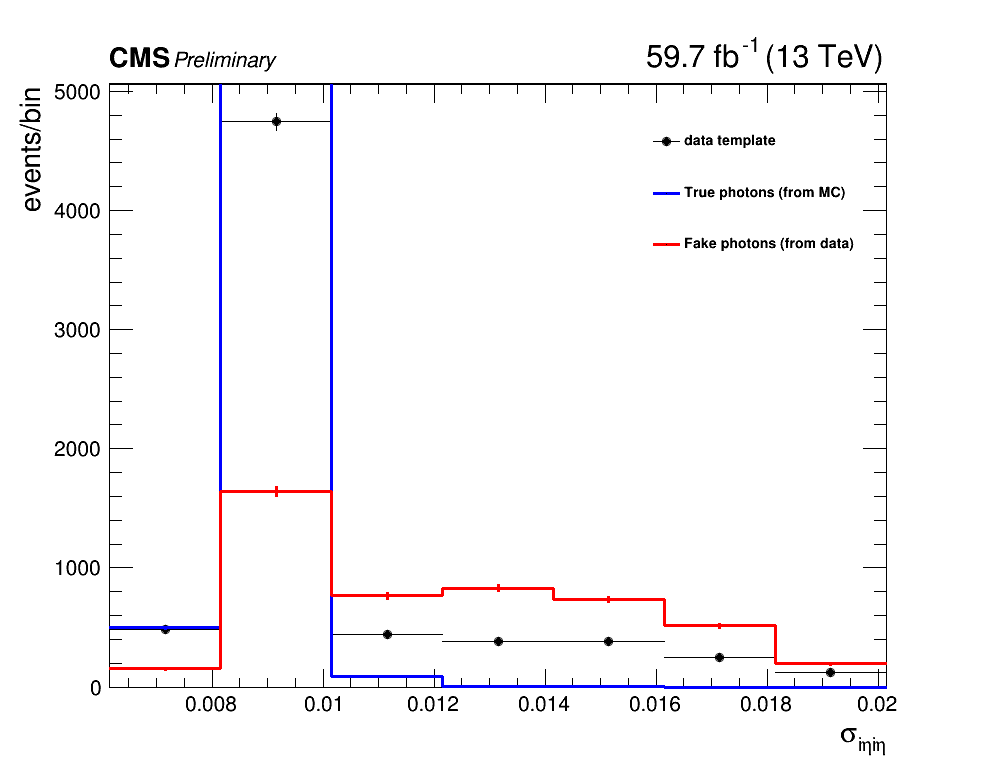 CMS Preliminary 59.7 fb⁻¹ (13 TeV)
events/bin
5000
4000
3000
2000
1000
0
data template
True photons (from MC)
Fake photons (from data)
0.008 0.01 0.012 0.014 0.016 0.018 0.02
σiηiη